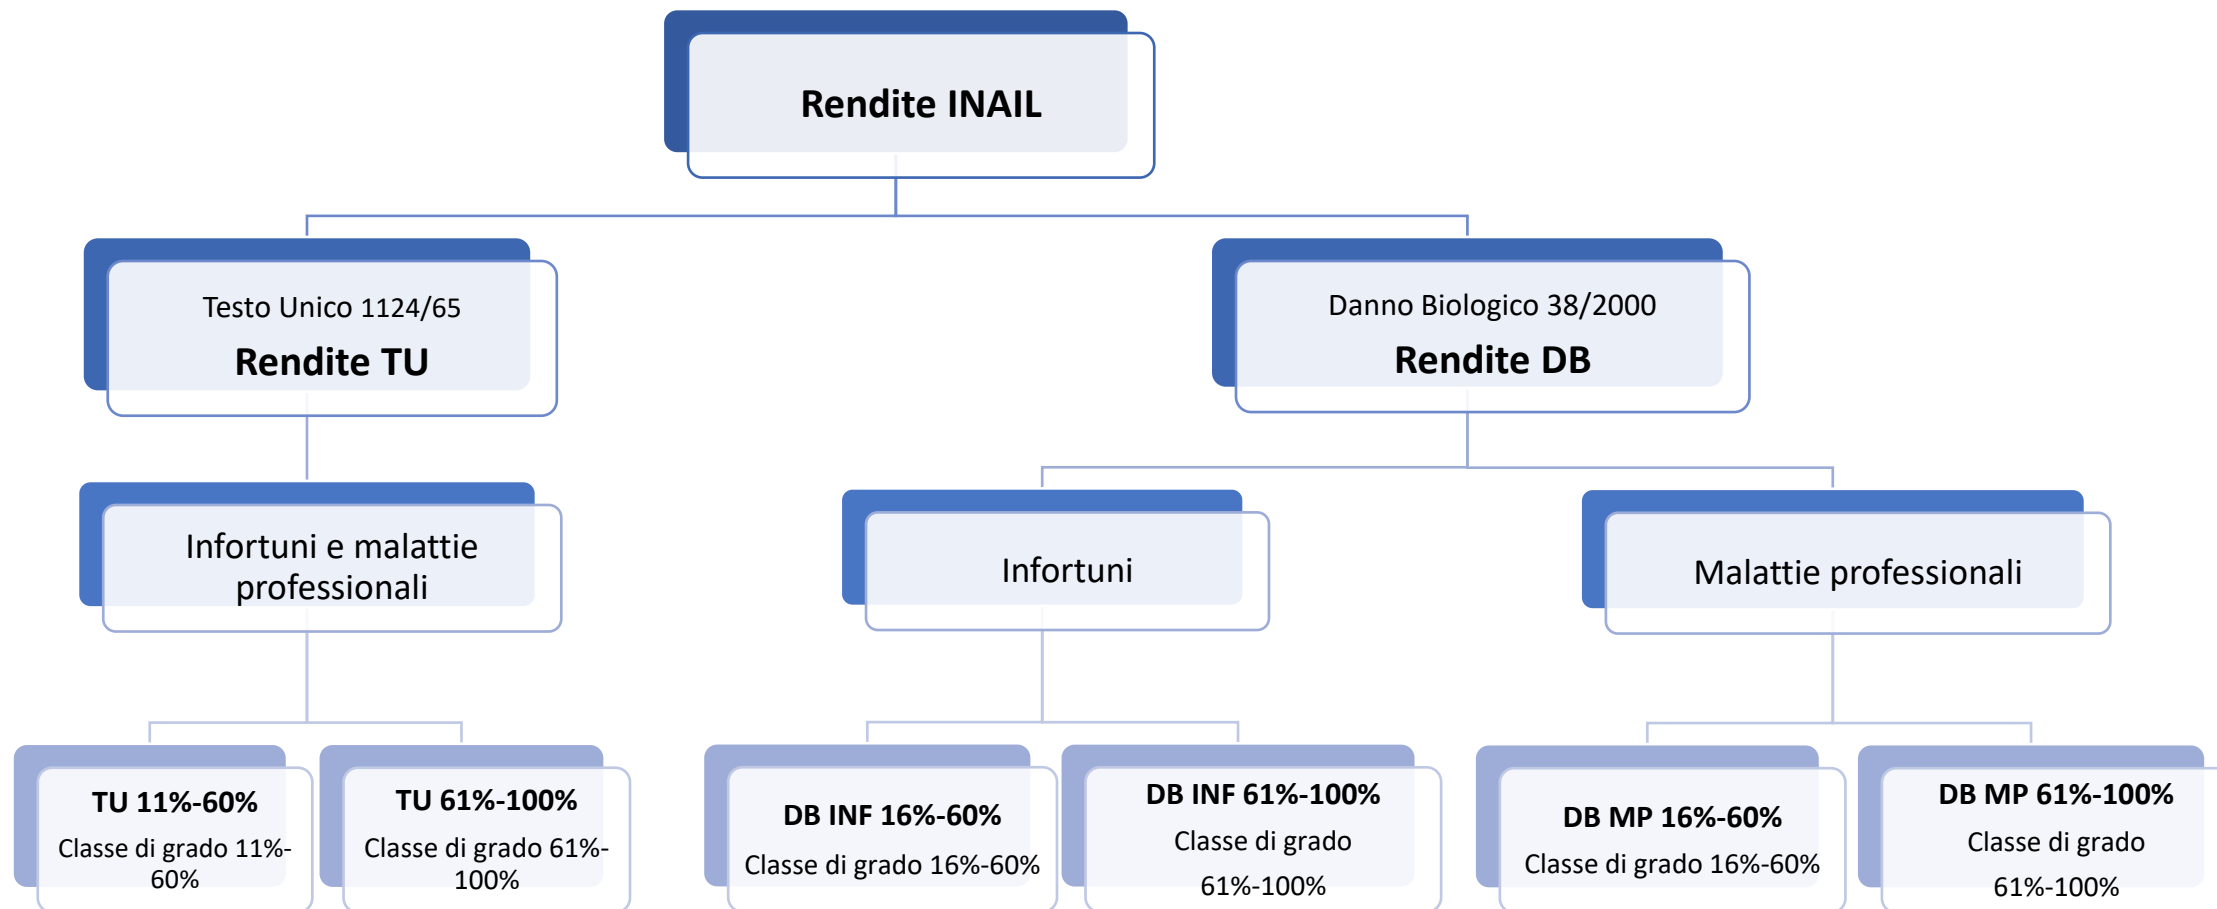 Rendite INAIL
Testo Unico 1124/65
Rendite TU
Danno Biologico 38/2000
Rendite DB
Infortuni e malattie
professionali
Infortuni
Malattie professionali
TU 11%-60%
Classe di grado 11%-
60%
TU 61%-100%
Classe di grado 61%-
100%
DB INF 16%-60%
Classe di grado 16%-60%
DB INF 61%-100%
Classe di grado
61%-100%
DB MP 16%-60%
Classe di grado 16%-60%
DB MP 61%-100%
Classe di grado
61%-100%